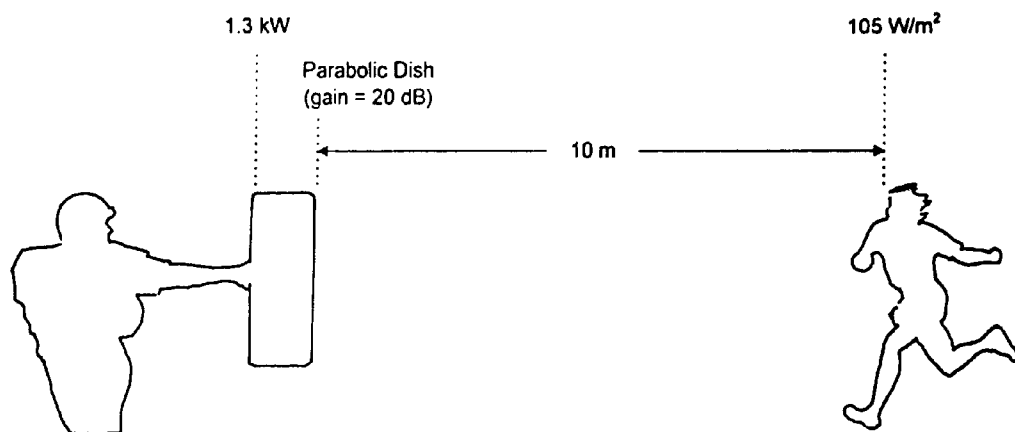 1.3 kW
105 W/m²
Parabolic Dish
(gain = 20 dB)
10 m